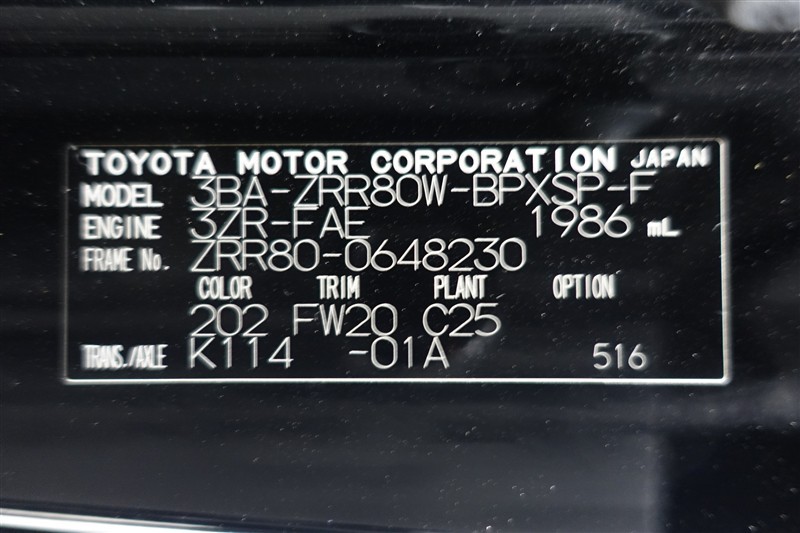 TOYOTA MOTOR CORPORATION JAPAN
MODEL 3BA-ZRR80W-BPXSP-F
ENGINE 3ZR-FAE 1986 mL
FRAME No. ZRR80-0648230
COLOR TRIM PLANT OPTION
202 FW20 C25
TRANS./AXLE K114 -01A 516